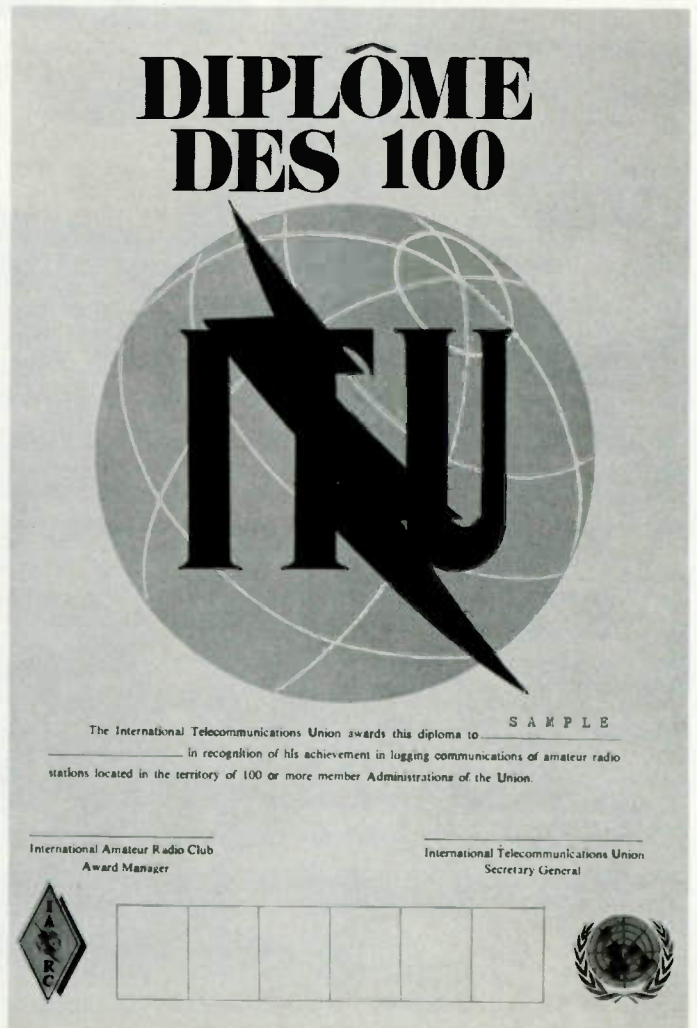 DIPLÔME
DES 100
ITU
SAMPLE
The International Telecommunications Union awards this diploma to
in recognition of his achievement in logging communications of amateur radio
stations located in the territory of 100 or more member Administrations of the Union.
International Amateur Radio Club
Award Manager
International Telecommunications Union
Secretary General
IA
RC